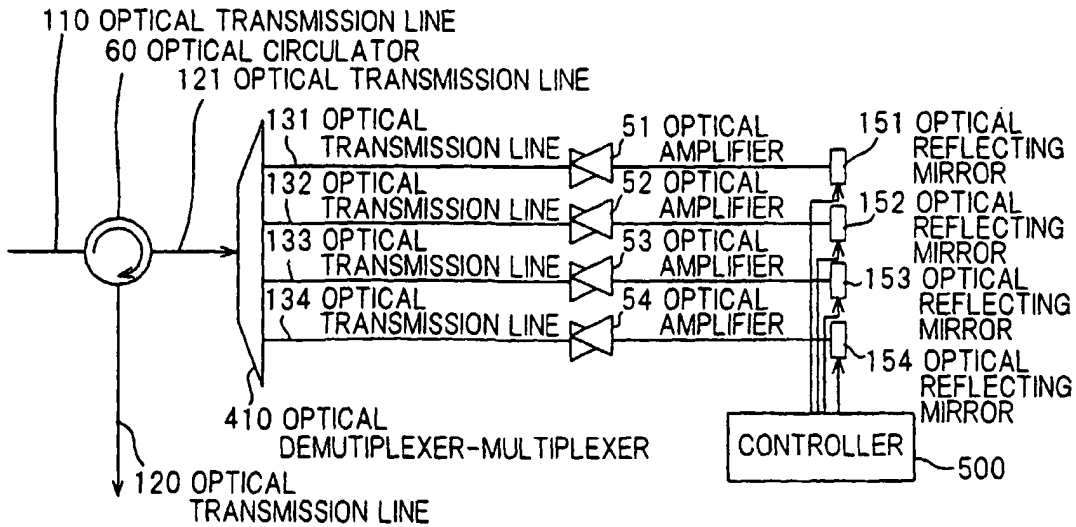 110 OPTICAL TRANSMISSION LINE
60 OPTICAL CIRCULATOR
121 OPTICAL TRANSMISSION LINE
131 OPTICAL
TRANSMISSION LINE
51 OPTICAL
AMPLIFIER
151 OPTICAL
REFLECTING
MIRROR
132 OPTICAL
TRANSMISSION LINE
52 OPTICAL
AMPLIFIER
152 OPTICAL
REFLECTING
MIRROR
133 OPTICAL
TRANSMISSION LINE
53 OPTICAL
AMPLIFIER
153 OPTICAL
REFLECTING
MIRROR
134 OPTICAL
TRANSMISSION LINE
54 OPTICAL
AMPLIFIER
154 OPTICAL
REFLECTING
MIRROR
410 OPTICAL
DEMUTIPLEXER-MULTIPLEXER
CONTROLLER
500
120 OPTICAL
TRANSMISSION LINE